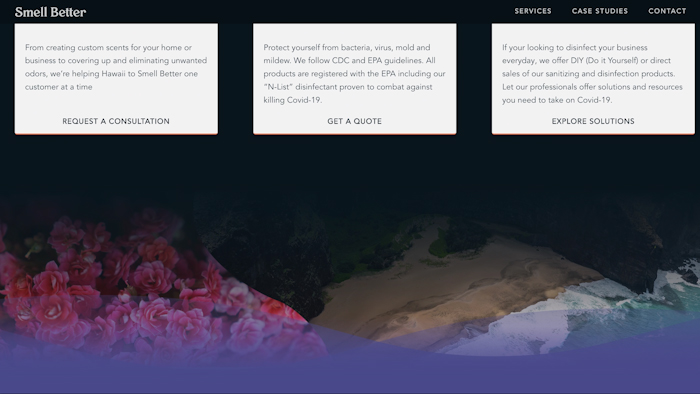 Smell Better
SERVICES
CASE STUDIES
CONTACT
From creating custom scents for your home or
business to covering up and eliminating unwanted
odors, we're helping Hawaii to Smell Better one
customer at a time
REQUEST A CONSULTATION
Protect yourself from bacteria, virus, mold and
mildew. We follow CDC and EPA guidelines. All
products are registered with the EPA including our
"N-List" disinfectant proven to combat against
killing Covid-19.
GET A QUOTE
If your looking to disinfect your business
everyday, we offer DIY (Do it Yourself) or direct
sales of our sanitizing and disinfection products.
Let our professionals offer solutions and resources
you need to take on Covid-19.
EXPLORE SOLUTIONS